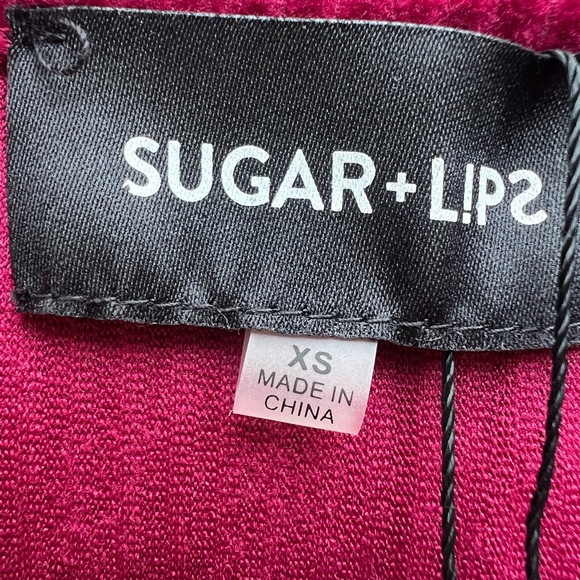 SUGAR + L!PS
XS
MADE IN
CHINA